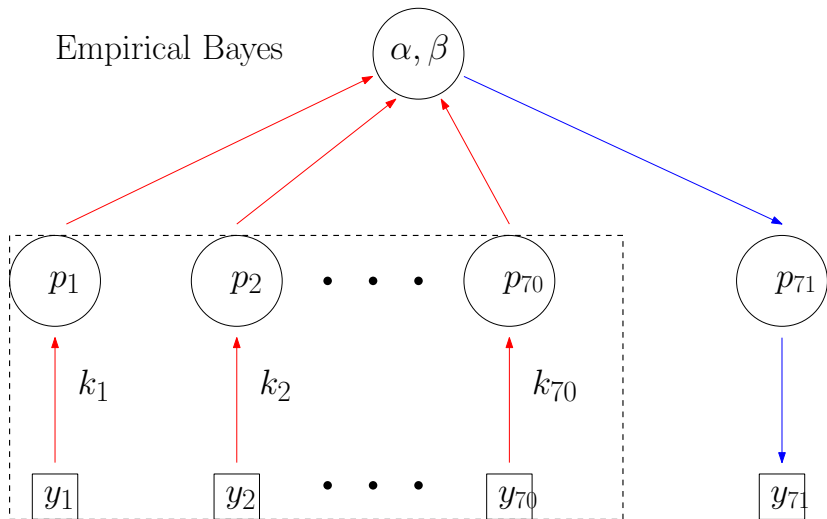 Empirical Bayes
α, β
p₁ p₂ p₇₀ p₇₁
k₁ k₂ k₇₀
y₁ y₂ y₇₀ y₇₁